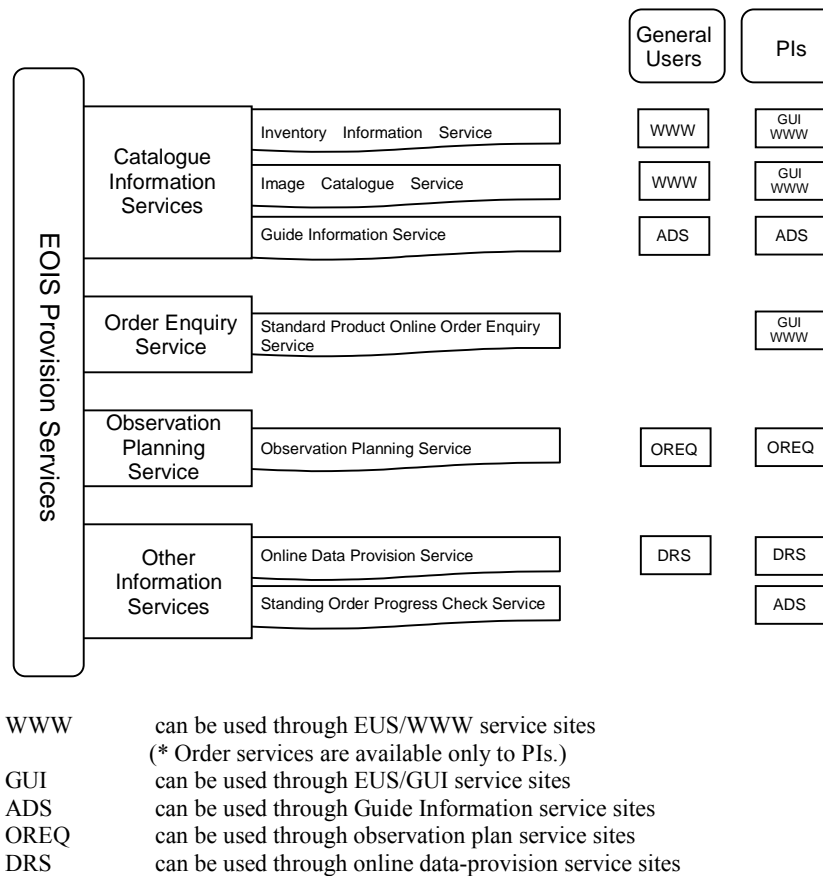 General
Users
PIs
EOIS Provision Services
Catalogue
Information
Services
Inventory Information Service
WWW
GUI
WWW
Image Catalogue Service
WWW
GUI
WWW
Guide Information Service
ADS
ADS
Order Enquiry
Service
Standard Product Online Order Enquiry
Service
GUI
WWW
Observation
Planning
Service
Observation Planning Service
OREQ
OREQ
Other
Information
Services
Online Data Provision Service
DRS
DRS
Standing Order Progress Check Service
ADS
WWW can be used through EUS/WWW service sites
(* Order services are available only to PIs.)
GUI can be used through EUS/GUI service sites
ADS can be used through Guide Information service sites
OREQ can be used through observation plan service sites
DRS can be used through online data-provision service sites